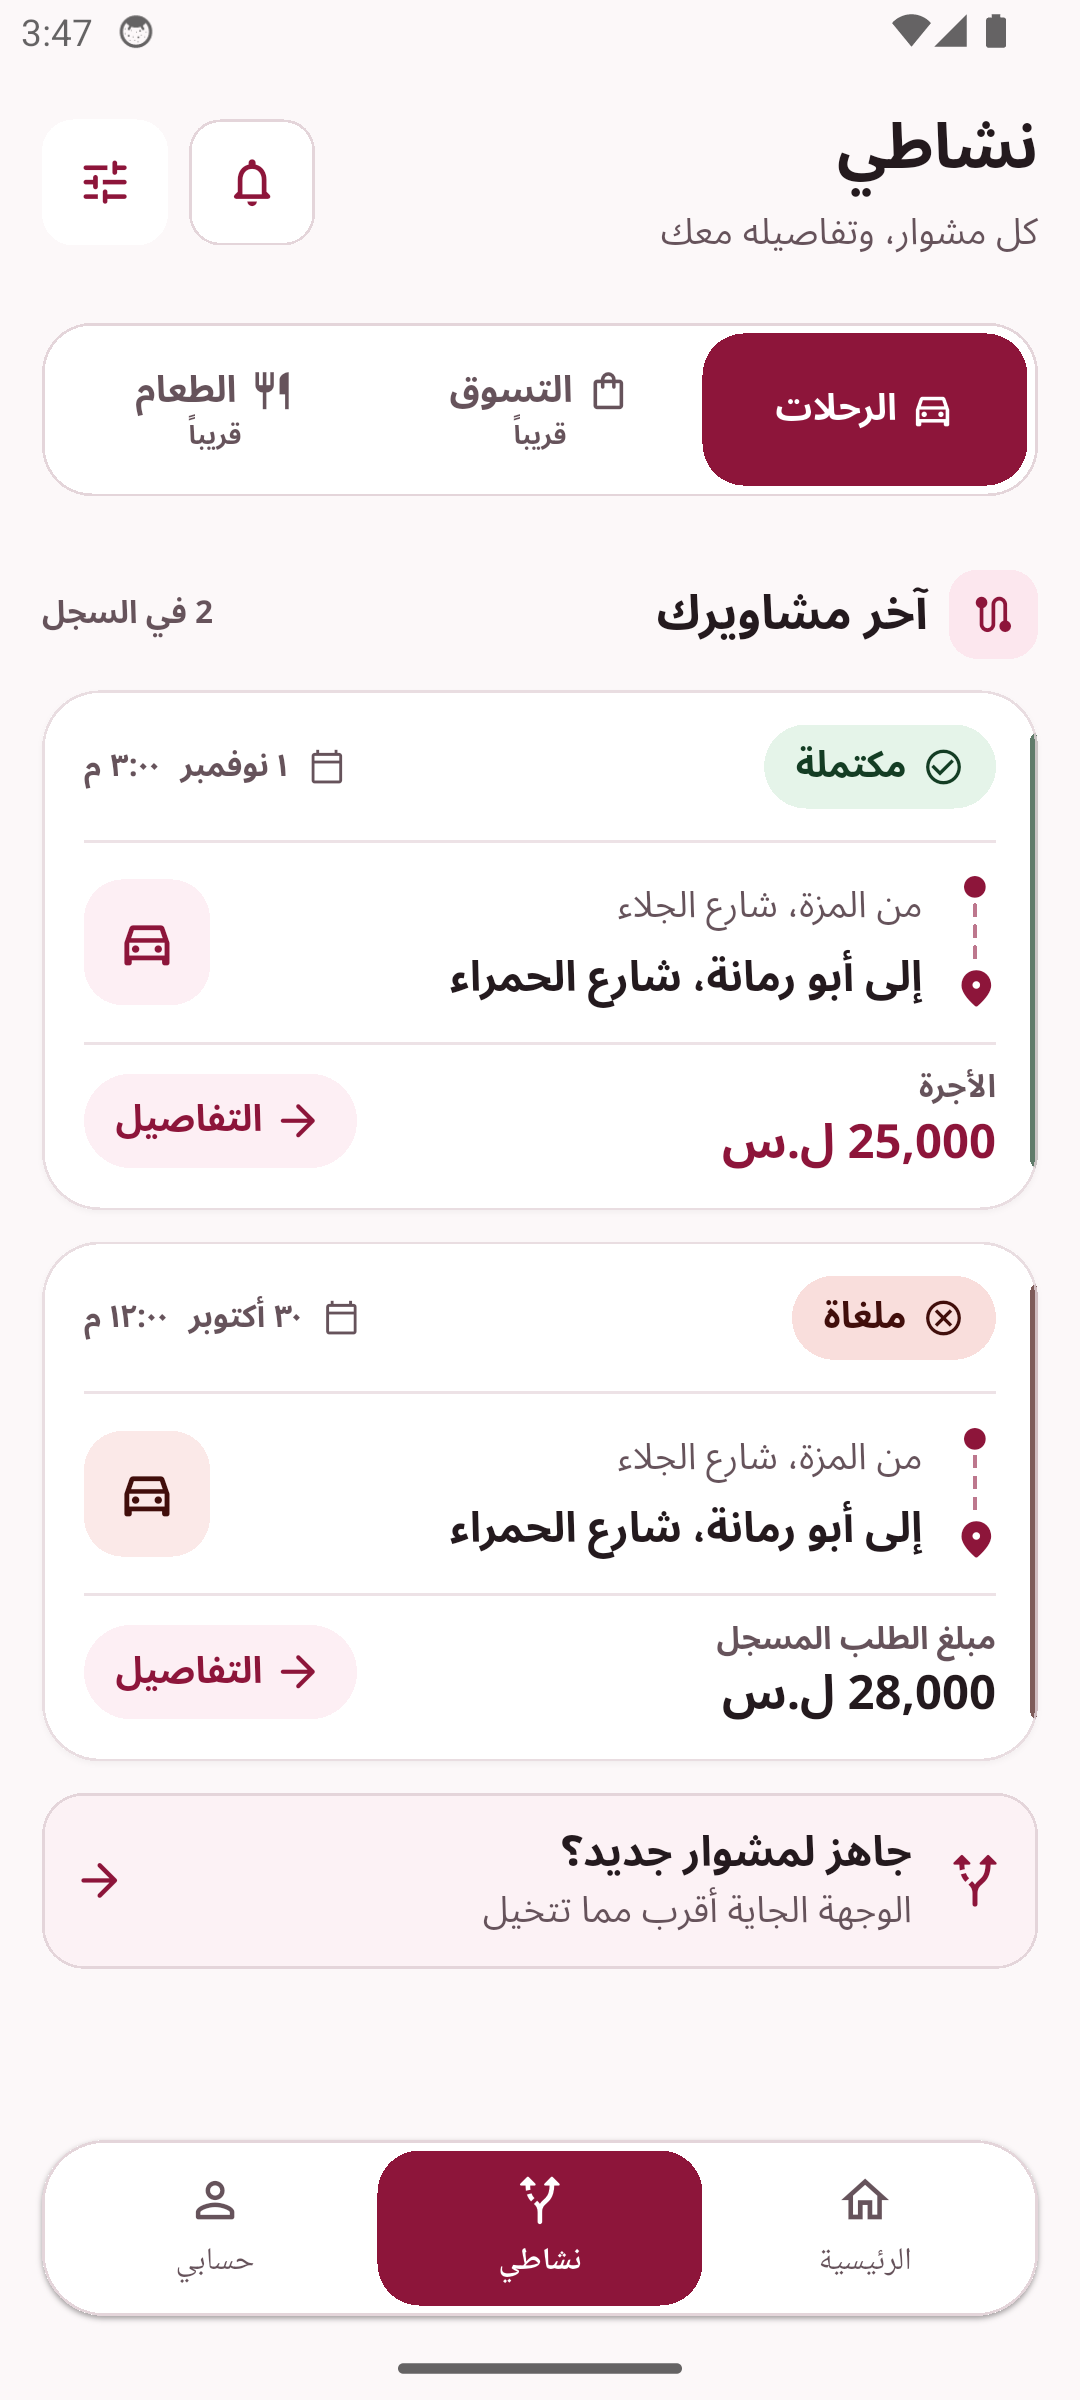 3:47
نشاطي
كل مشوار، وتفاصيله معك
الرحلات
التسوق
قريباً
الطعام
قريباً
آخر مشاويرك
2 في السجل
مكتملة
١ نوفمبر ٣:٠٠ م
من المزة، شارع الجلاء
إلى أبو رمانة، شارع الحمراء
الأجرة
25,000 ل.س
التفاصيل
ملغاة
٣٠ أكتوبر ١٢:٠٠ م
من المزة، شارع الجلاء
إلى أبو رمانة، شارع الحمراء
مبلغ الطلب المسجل
28,000 ل.س
التفاصيل
جاهز لمشوار جديد؟
الوجهة الجاية أقرب مما تتخيل
الرئيسية
نشاطي
حسابي